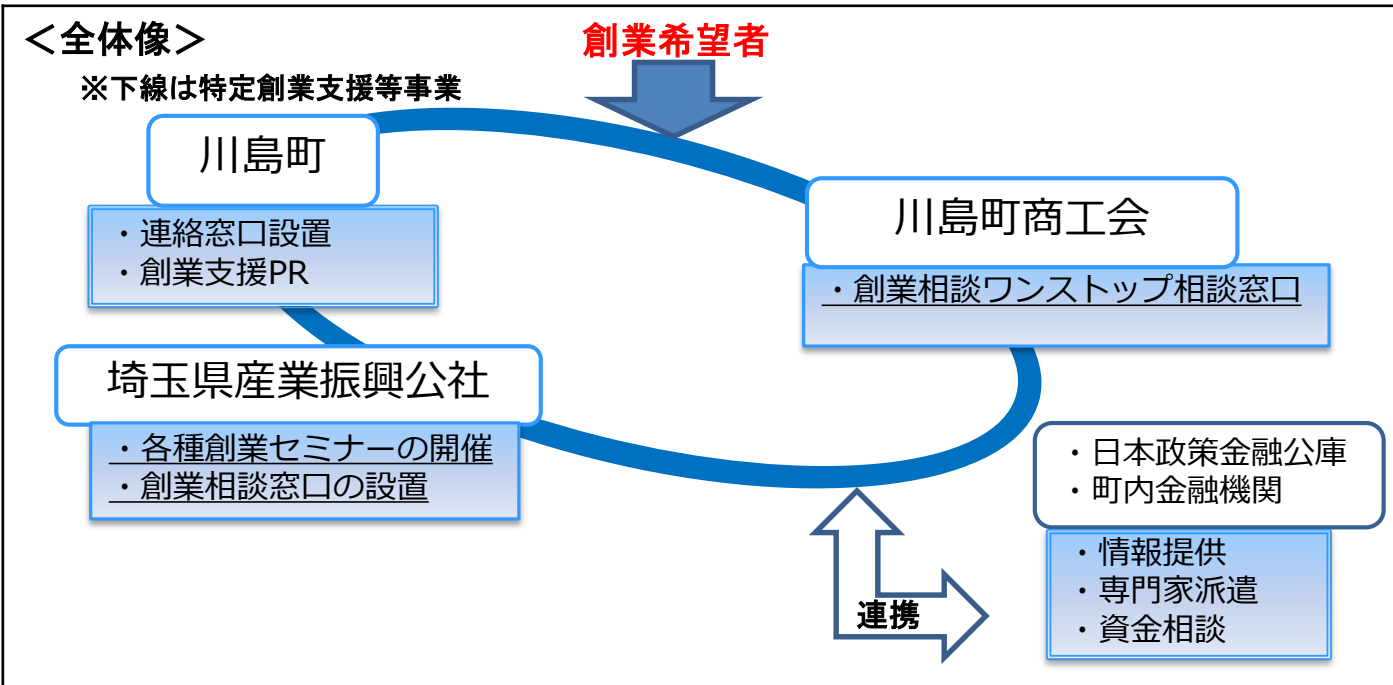 ＜全体像＞
※下線は特定創業支援等事業
創業希望者
川島町
・連絡窓口設置
・創業支援PR
川島町商工会
・創業相談ワンストップ相談窓口
埼玉県産業振興公社
・各種創業セミナーの開催
・創業相談窓口の設置
・日本政策金融公庫
・町内金融機関
・情報提供
・専門家派遣
・資金相談
連携